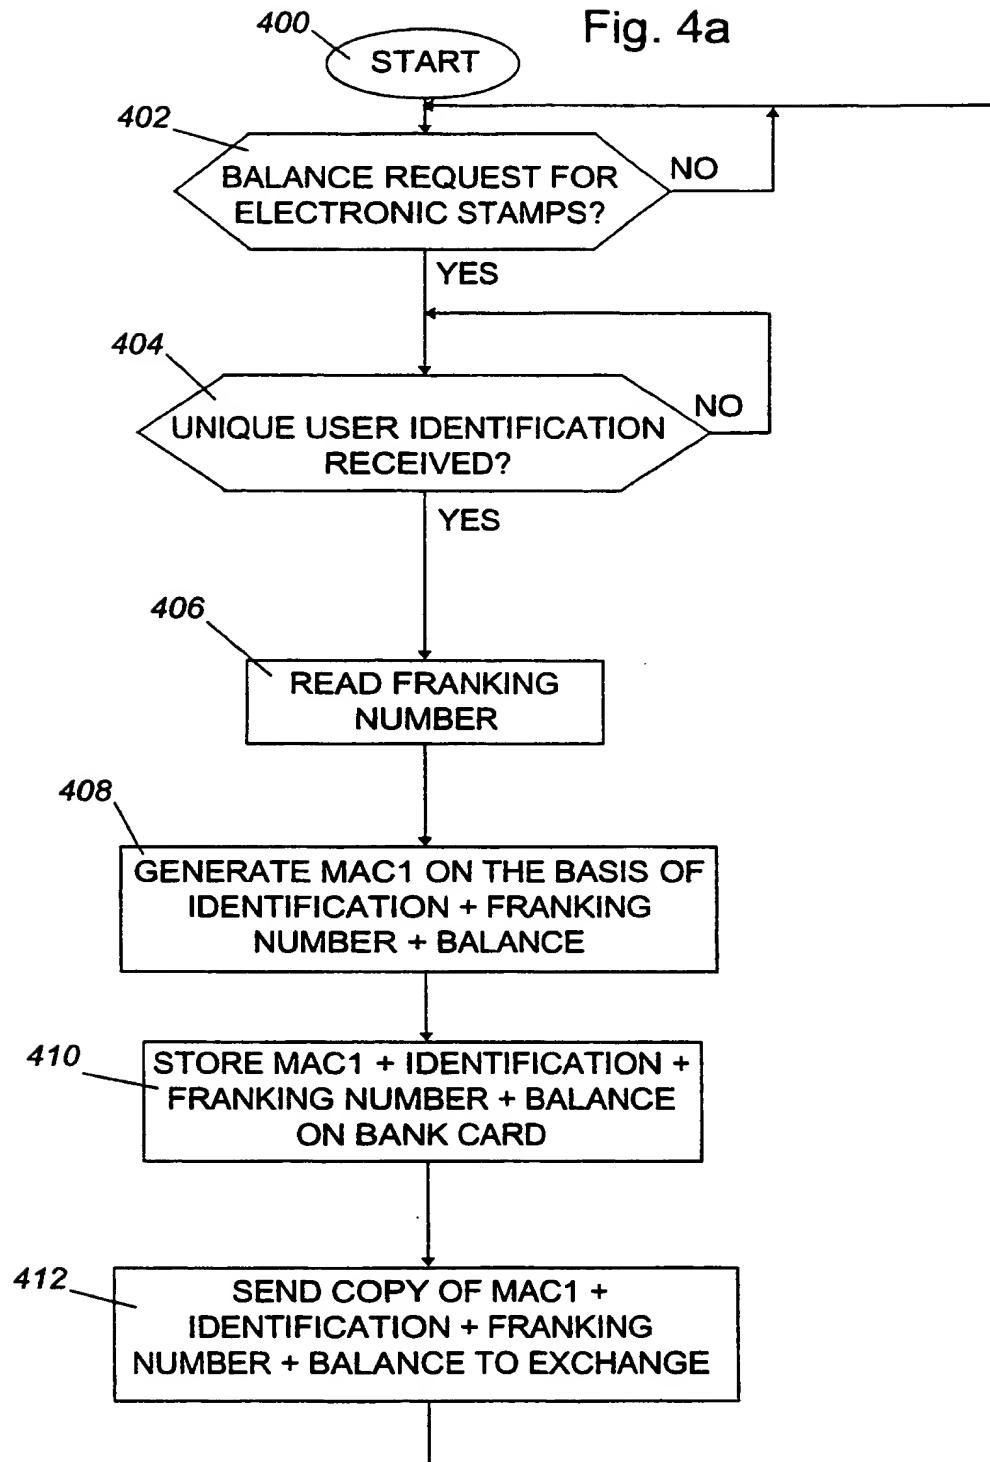 Fig. 4a
400
START
402
BALANCE REQUEST FOR
ELECTRONIC STAMPS?
NO
YES
404
UNIQUE USER IDENTIFICATION
RECEIVED?
NO
YES
406
READ FRANKING
NUMBER
408
GENERATE MAC1 ON THE BASIS OF
IDENTIFICATION + FRANKING
NUMBER + BALANCE
410
STORE MAC1 + IDENTIFICATION +
FRANKING NUMBER + BALANCE
ON BANK CARD
412
SEND COPY OF MAC1 +
IDENTIFICATION + FRANKING
NUMBER + BALANCE TO EXCHANGE